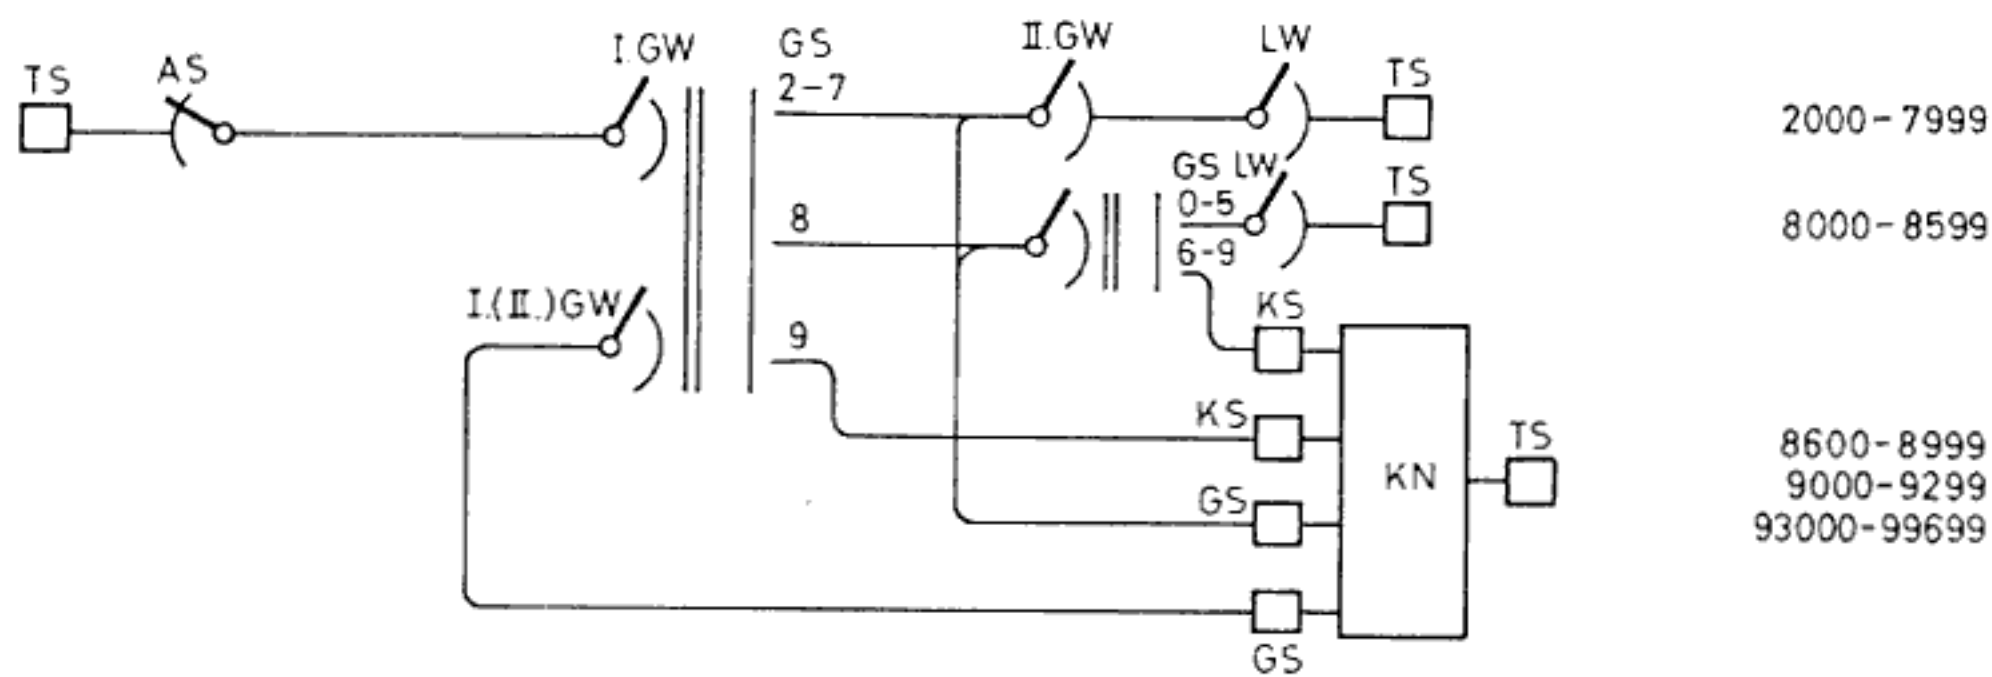 TS
AS
I.GW
GS
2-7
II.GW
LW
TS
2000-7999
8
GS LW
0-5
6-9
TS
8000-8599
I.(II.)GW
9
KS
KS
GS
GS
KN
TS
8600-8999
9000-9299
93000-99699